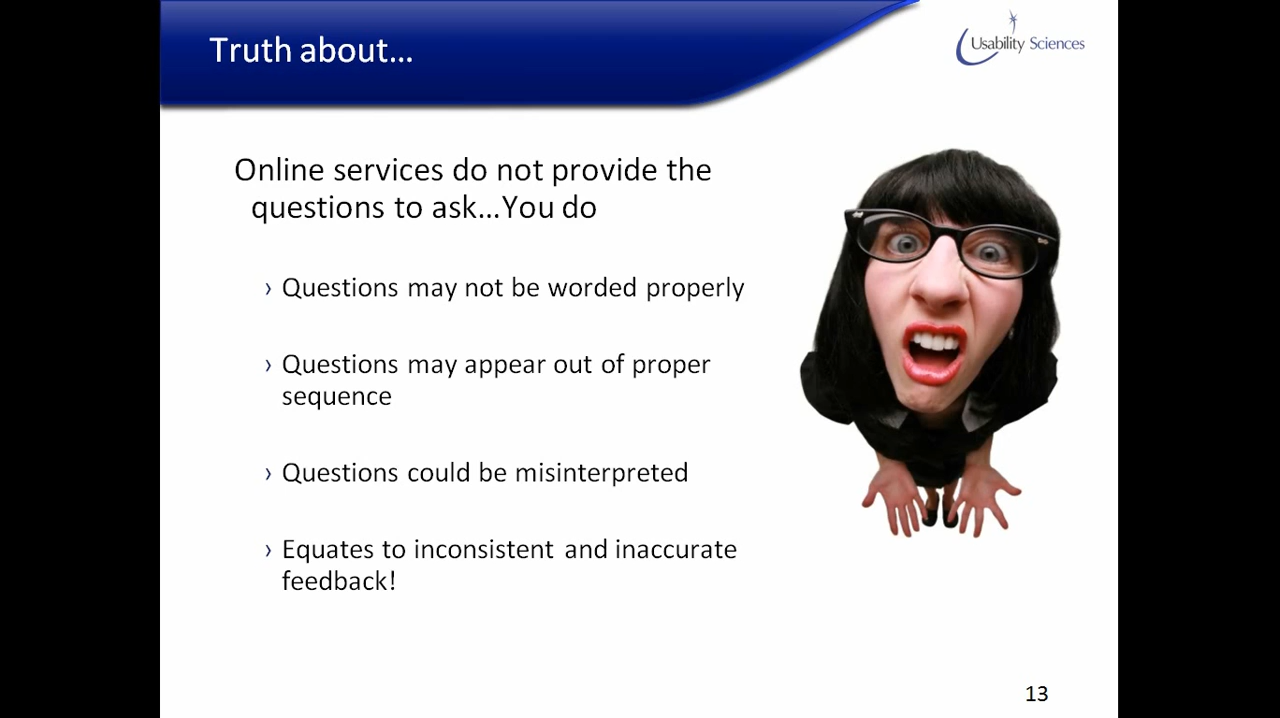 Truth about...
Usability Sciences
Online services do not provide the
questions to ask...You do
› Questions may not be worded properly
› Questions may appear out of proper
sequence
› Questions could be misinterpreted
› Equates to inconsistent and inaccurate
feedback!
13